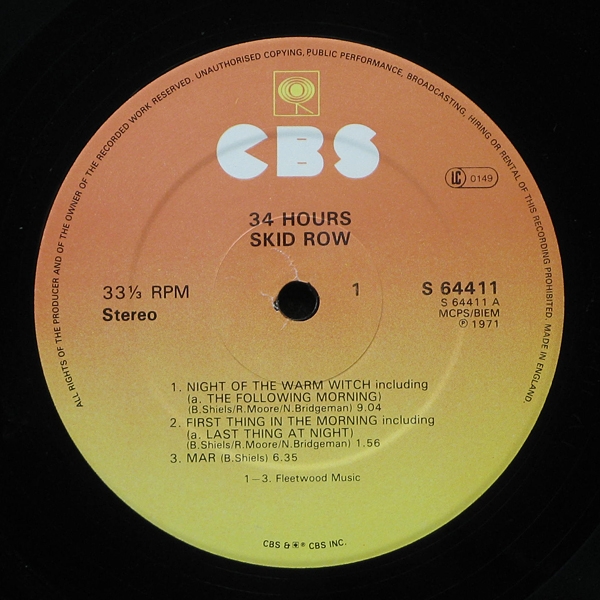 ALL RIGHTS OF THE PRODUCER AND OF THE OWNER OF THE RECORDED WORK RESERVED. UNAUTHORISED COPYING, PUBLIC PERFORMANCE, BROADCASTING, HIRING OR RENTAL OF THIS RECORDING PROHIBITED. MADE IN ENGLAND.
CBS
LC 0149
34 HOURS
SKID ROW
33⅓ RPM 1 S 64411
Stereo S 64411 A
MCPS/BIEM
℗ 1971
1. NIGHT OF THE WARM WITCH including
(a. THE FOLLOWING MORNING)
(B.Shiels/R.Moore/N.Bridgeman) 9.04
2. FIRST THING IN THE MORNING including
(a. LAST THING AT NIGHT)
(B.Shiels/R.Moore/N.Bridgeman) 1.56
3. MAR (B.Shiels) 6.35
1–3. Fleetwood Music
CBS & ® CBS INC.